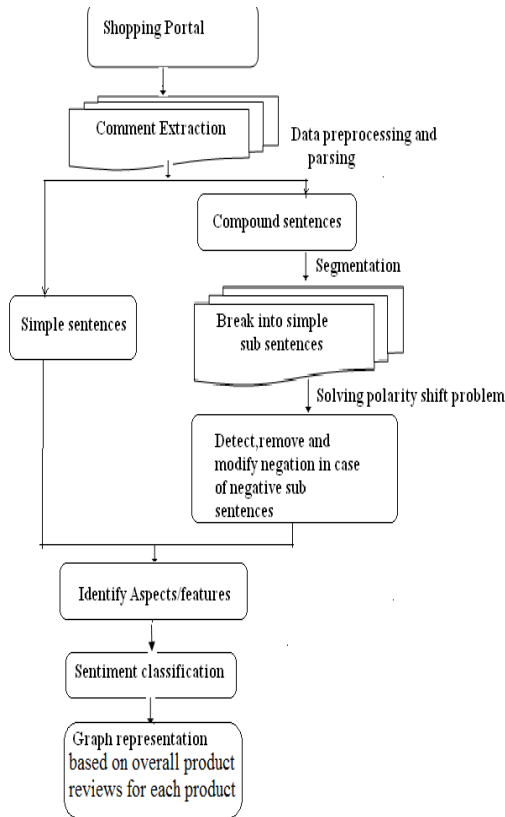 Shopping Portal
Comment Extraction
Data preprocessing and
parsing
Compound sentences
Segmentation
Simple sentences
Break into simple
sub sentences
Solving polarity shift problem
Detect,remove and
modify negation in case
of negative sub
sentences
Identify Aspects/features
Sentiment classification
Graph representation
based on overall product
reviews for each product